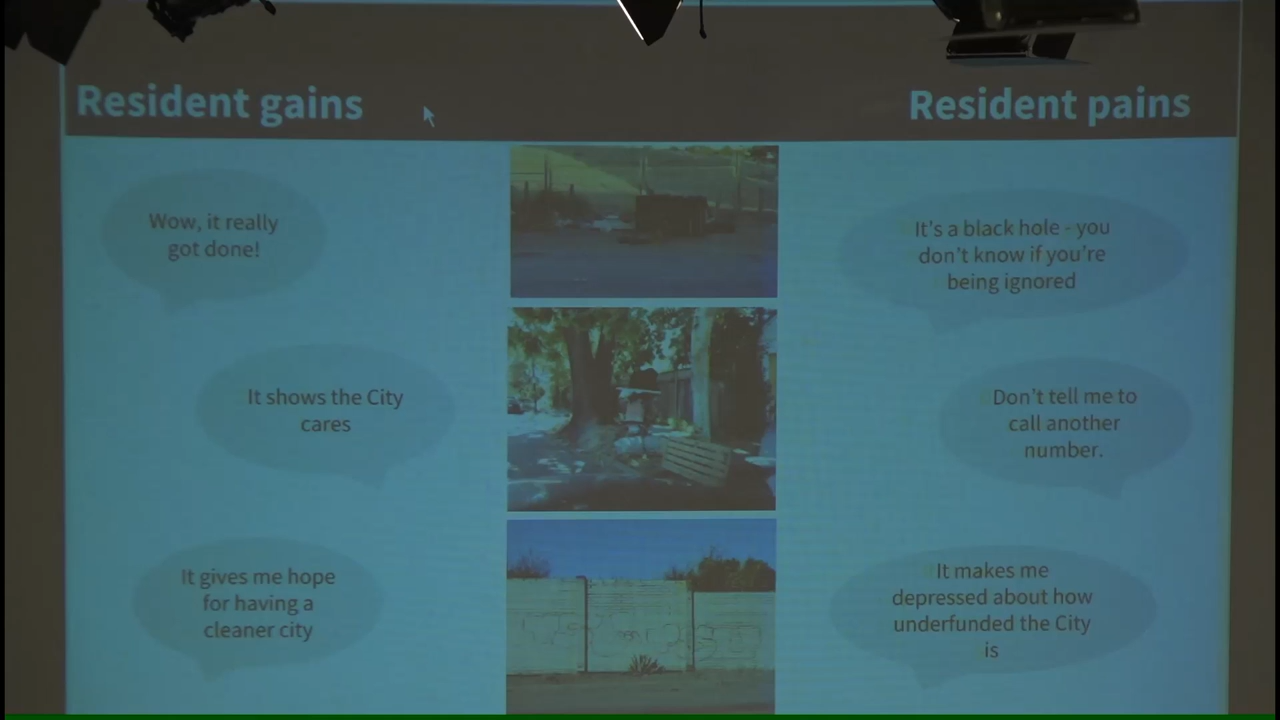 Resident gains
Resident pains
Wow, it really
got done!
It's a black hole - you
don't know if you're
being ignored
It shows the City
cares
Don't tell me to
call another
number.
It gives me hope
for having a
cleaner city
It makes me
depressed about how
underfunded the City
is